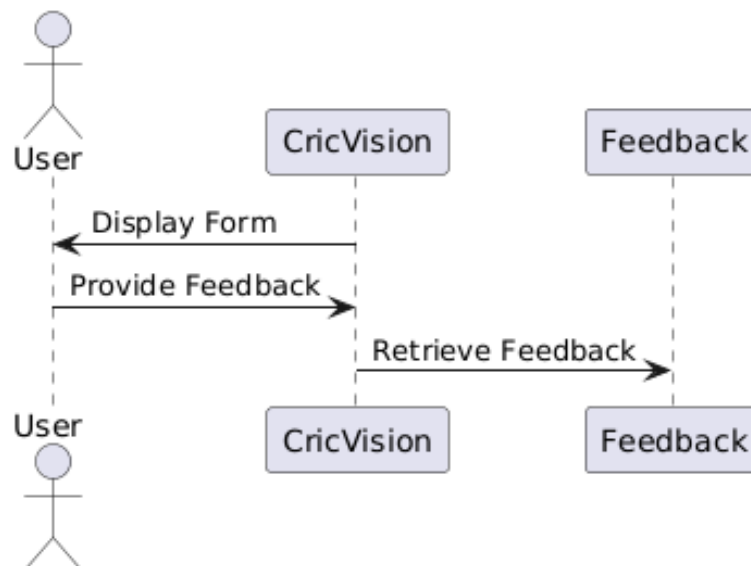 User
CricVision
Feedback
Display Form
Provide Feedback
Retrieve Feedback
User
CricVision
Feedback